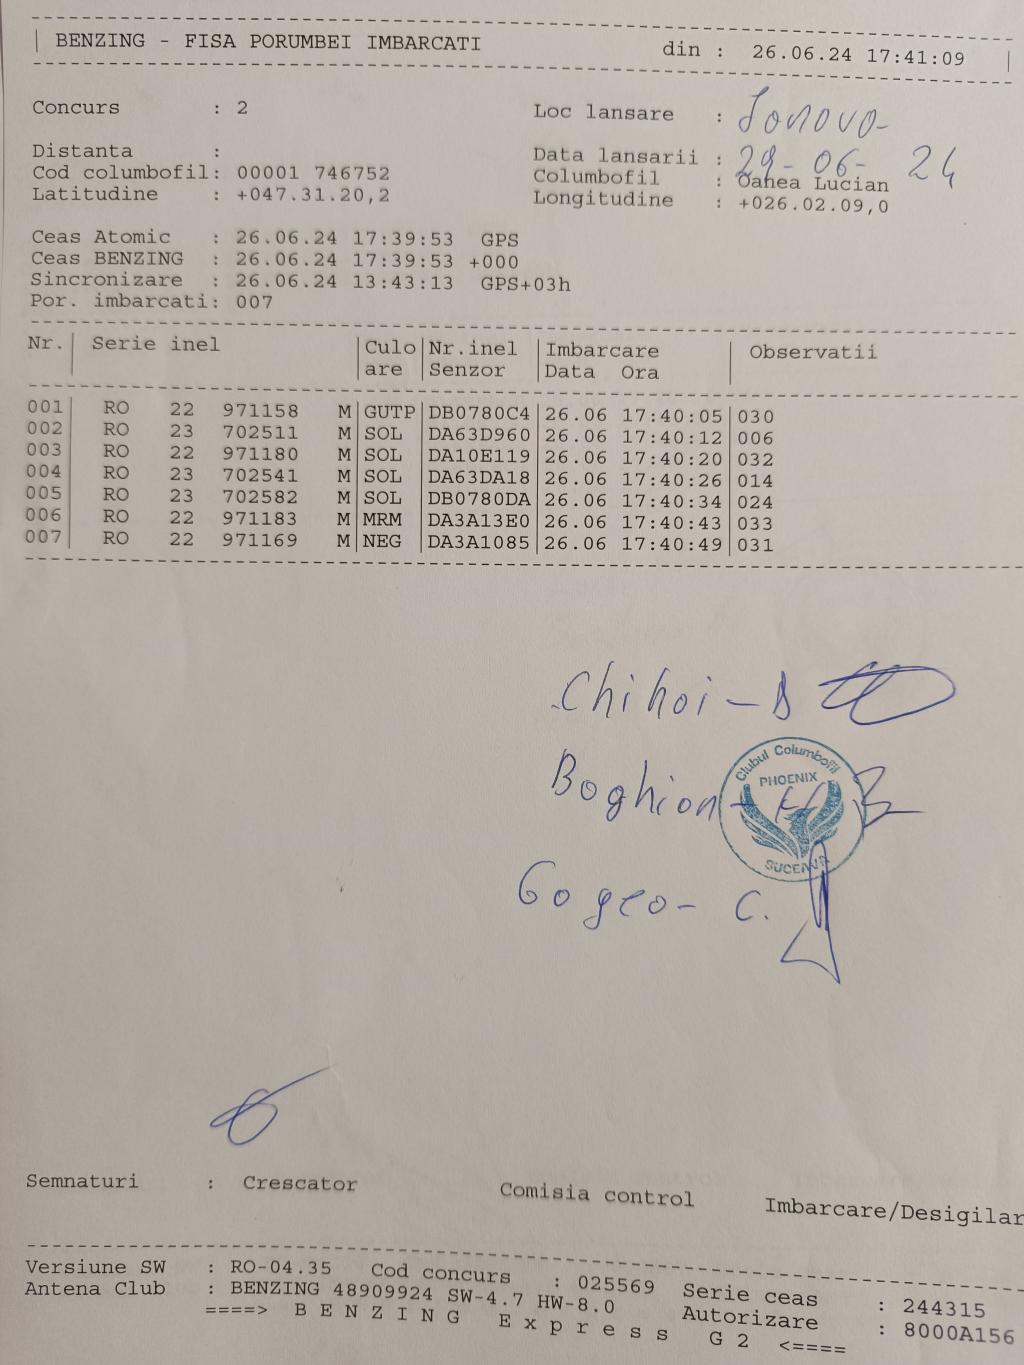 BENZING - FISA PORUMBEI IMBARCATI din : 26.06.24 17:41:09
Concurs : 2 Loc lansare :
Distanta : Data lansarii : 29-06-24
Cod columbofil: 00001 746752 Columbofil : Oanea Lucian
Latitudine : +047.31.20,2 Longitudine : +026.02.09,0
Ceas Atomic : 26.06.24 17:39:53 GPS
Ceas BENZING : 26.06.24 17:39:53 +000
Sincronizare : 26.06.24 13:43:13 GPS+03h
Por. imbarcati: 007
Nr. Serie inel Culo Nr.inel Imbarcare Observatii
are Senzor Data Ora
001 RO 22 971158 M GUTP DB0780C4 26.06 17:40:05 030
002 RO 23 702511 M SOL DA63D960 26.06 17:40:12 006
003 RO 22 971180 M SOL DA10E119 26.06 17:40:20 032
004 RO 23 702541 M SOL DA63DA18 26.06 17:40:26 014
005 RO 23 702582 M SOL DB0780DA 26.06 17:40:34 024
006 RO 22 971183 M MRM DA3A13E0 26.06 17:40:43 033
007 RO 22 971169 M NEG DA3A1085 26.06 17:40:49 031
Chihoi-D
Boghion-
Clubul Columbofil
PHOENIX
SUCEAVA
C.
Semnaturi : Crescator Comisia control Imbarcare/Desigilar
Versiune SW : RO-04.35 Cod concurs : 025569 Serie ceas : 244315
Antena Club : BENZING 48909924 SW-4.7 HW-8.0 Autorizare : 8000A156
====> B E N Z I N G E x p r e s s G 2 <====